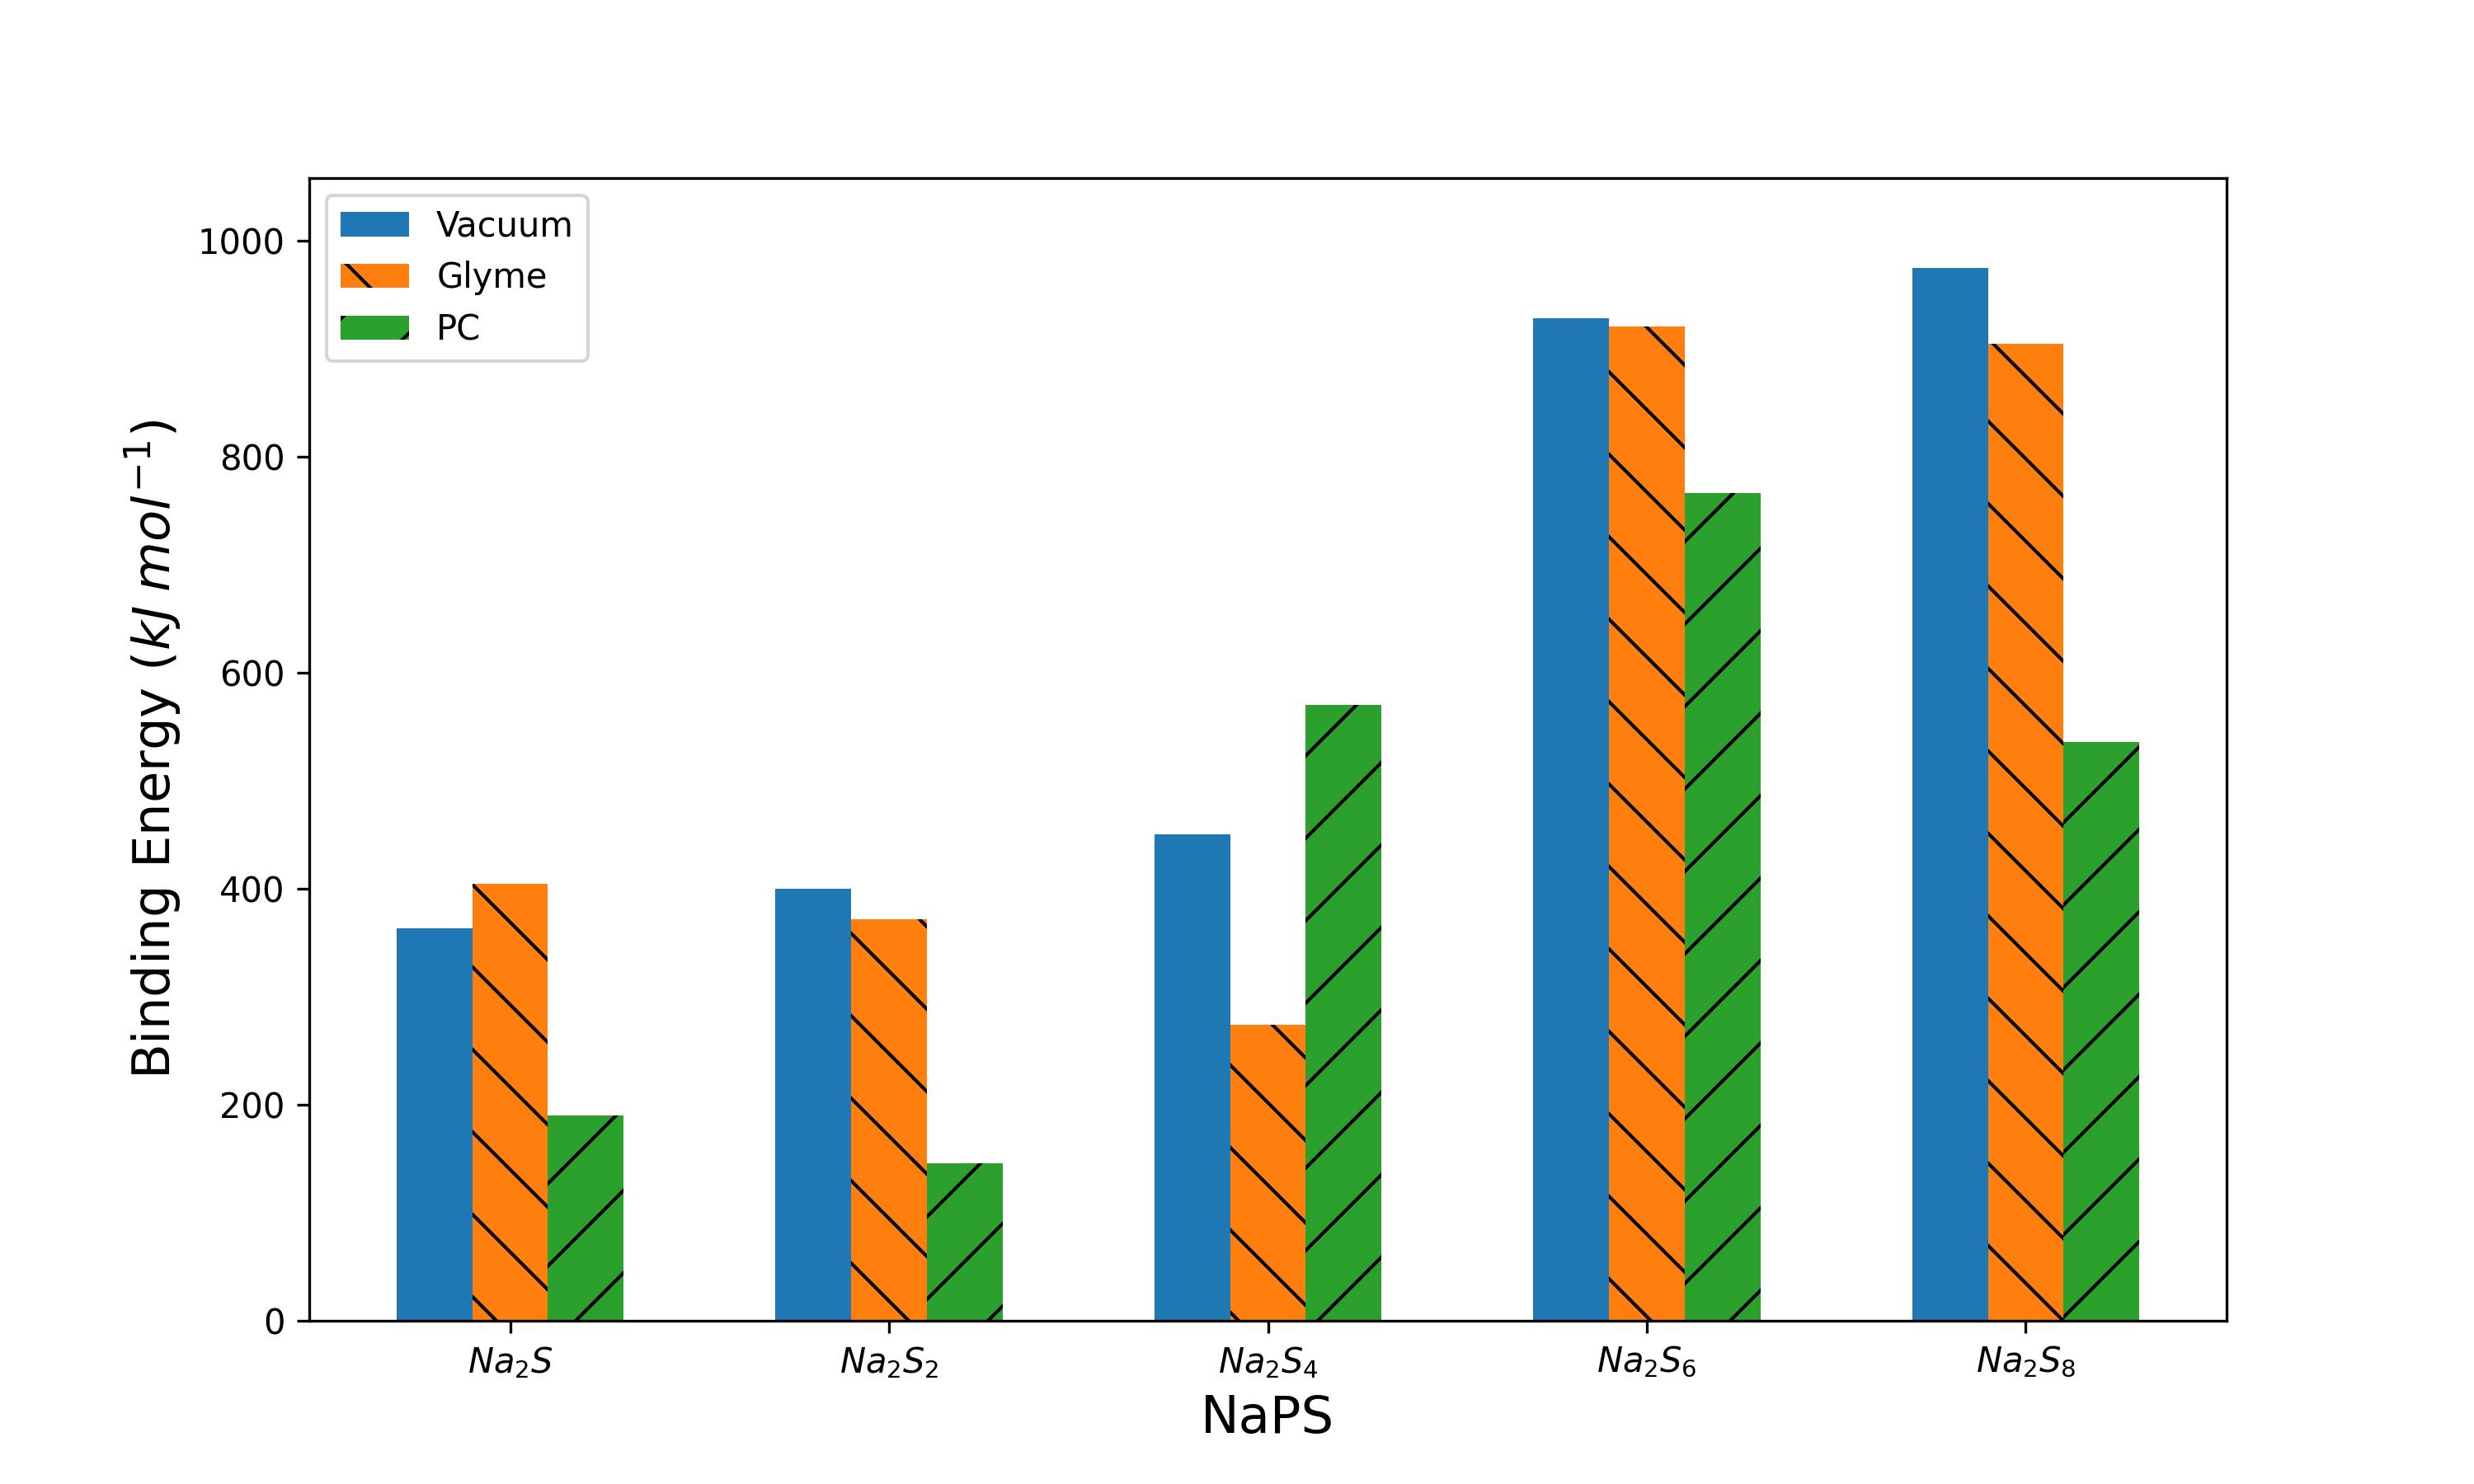 Vacuum
Glyme
PC
1000
800
600
400
200
0
Binding Energy (kJ mol⁻¹)
Na₂S
Na₂S₂
Na₂S₄
Na₂S₆
Na₂S₈
NaPS